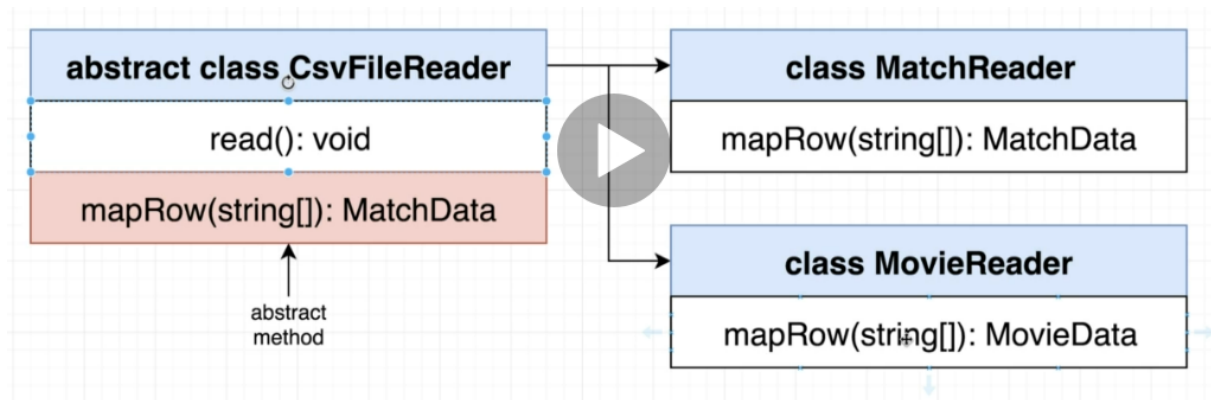 abstract class CsvFileReader
read(): void
mapRow(string[]): MatchData
abstract
method
class MatchReader
mapRow(string[]): MatchData
class MovieReader
mapRow(string[]): MovieData